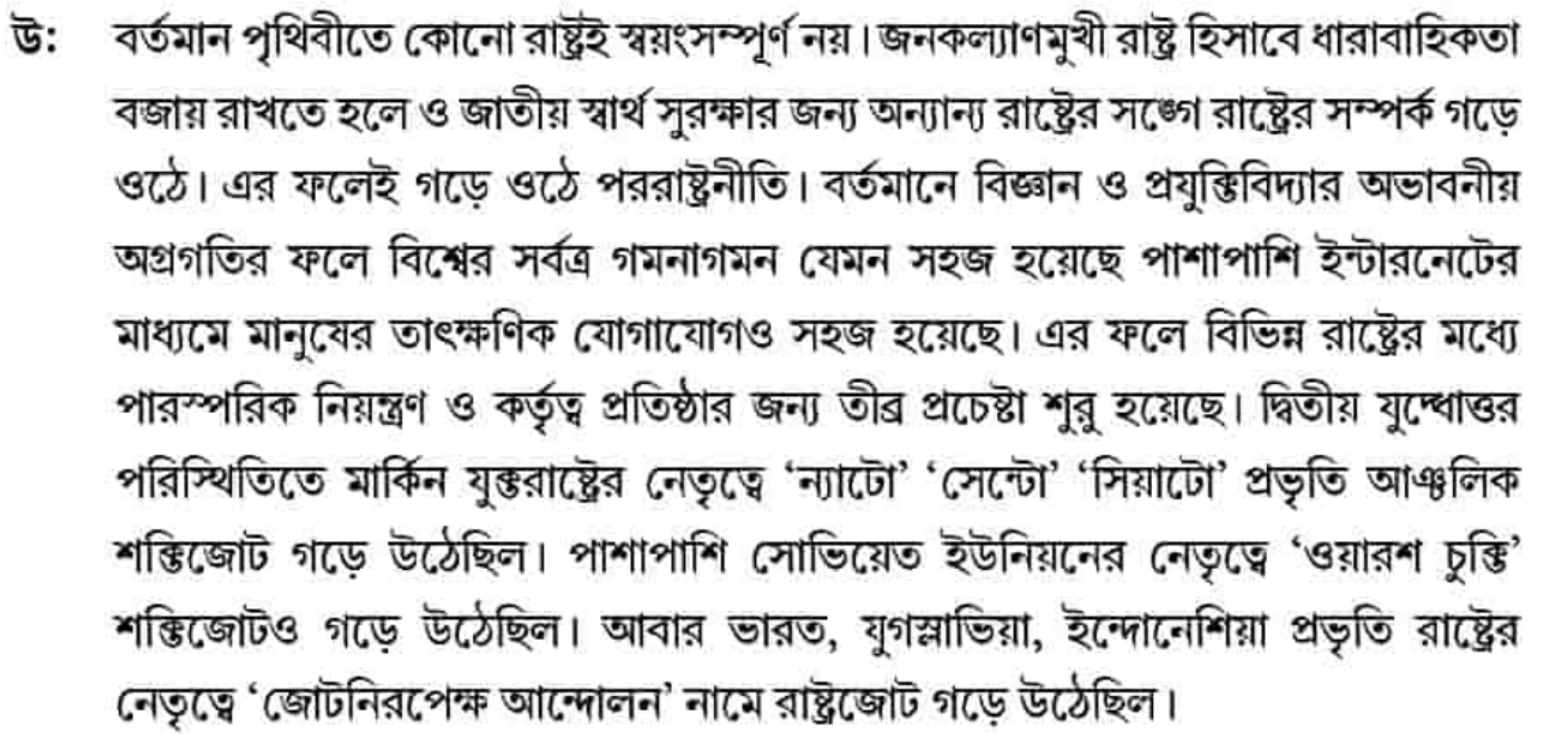 উ: বর্তমান পৃথিবীতে কোনো রাষ্ট্রই স্বয়ংসম্পূর্ণ নয়। জনকল্যাণমুখী রাষ্ট্র হিসাবে ধারাবাহিকতা
বজায় রাখতে হলে ও জাতীয় স্বার্থ সুরক্ষার জন্য অন্যান্য রাষ্ট্রের সঙ্গে রাষ্ট্রের সম্পর্ক গড়ে
ওঠে। এর ফলেই গড়ে ওঠে পররাষ্ট্রনীতি। বর্তমানে বিজ্ঞান ও প্রযুক্তিবিদ্যার অভাবনীয়
অগ্রগতির ফলে বিশ্বের সর্বত্র গমনাগমন যেমন সহজ হয়েছে পাশাপাশি ইন্টারনেটের
মাধ্যমে মানুষের তাৎক্ষণিক যোগাযোগও সহজ হয়েছে। এর ফলে বিভিন্ন রাষ্ট্রের মধ্যে
পারস্পরিক নিয়ন্ত্রণ ও কর্তৃত্ব প্রতিষ্ঠার জন্য তীব্র প্রচেষ্টা শুরু হয়েছে। দ্বিতীয় যুদ্ধোত্তর
পরিস্থিতিতে মার্কিন যুক্তরাষ্ট্রের নেতৃত্বে ‘ন্যাটো’ ‘সেন্টো’ ‘সিয়াটো’ প্রভৃতি আঞ্চলিক
শক্তিজোট গড়ে উঠেছিল। পাশাপাশি সোভিয়েত ইউনিয়নের নেতৃত্বে ‘ওয়ারশ চুক্তি’
শক্তিজোটও গড়ে উঠেছিল। আবার ভারত, যুগস্লাভিয়া, ইন্দোনেশিয়া প্রভৃতি রাষ্ট্রের
নেতৃত্বে ‘জোটনিরপেক্ষ আন্দোলন’ নামে রাষ্ট্রজোট গড়ে উঠেছিল।